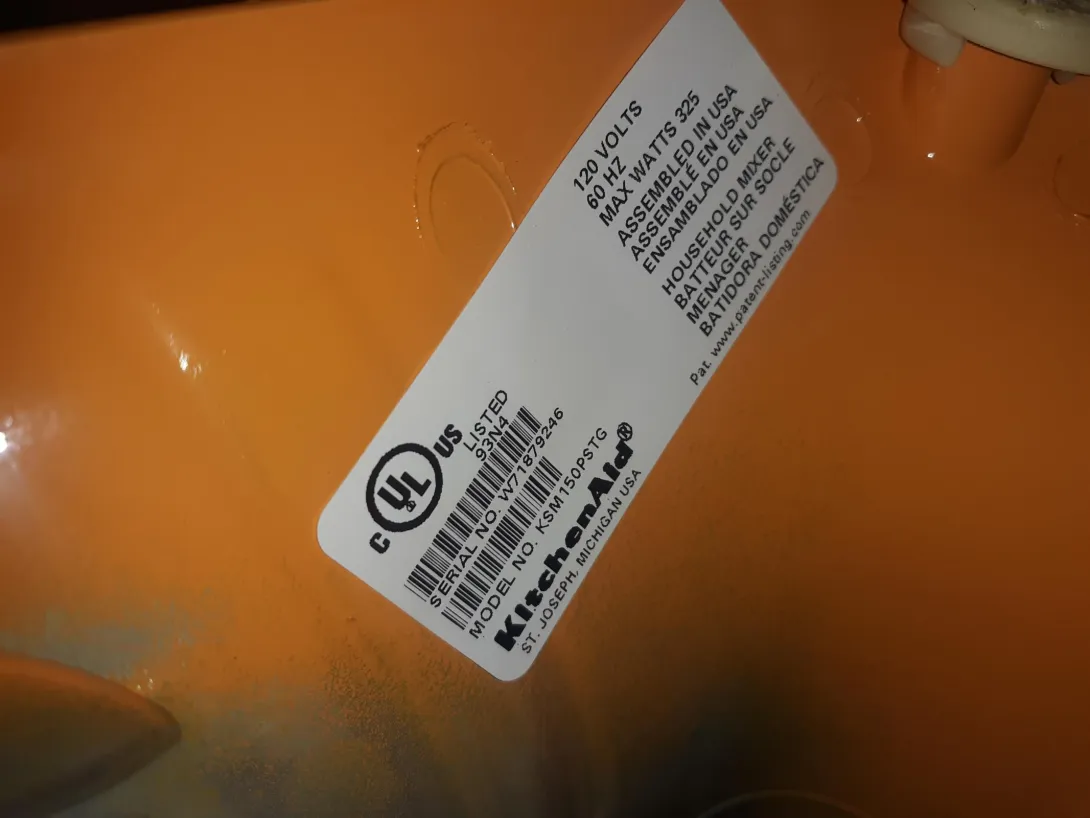 120 VOLTS
60 HZ
MAX WATTS 325
ASSEMBLED IN USA
ASSEMBLÉ EN USA
ENSAMBLADO EN USA
HOUSEHOLD MIXER
BATTEUR SUR SOCLE
MENAGER
BATIDORA DOMÉSTICA
Pat. www.patent-listing.com
C UL® US
LISTED
93N4
SERIAL NO. W71879246
MODEL NO. KSM150PSTG
KitchenAid®
ST. JOSEPH, MICHIGAN USA